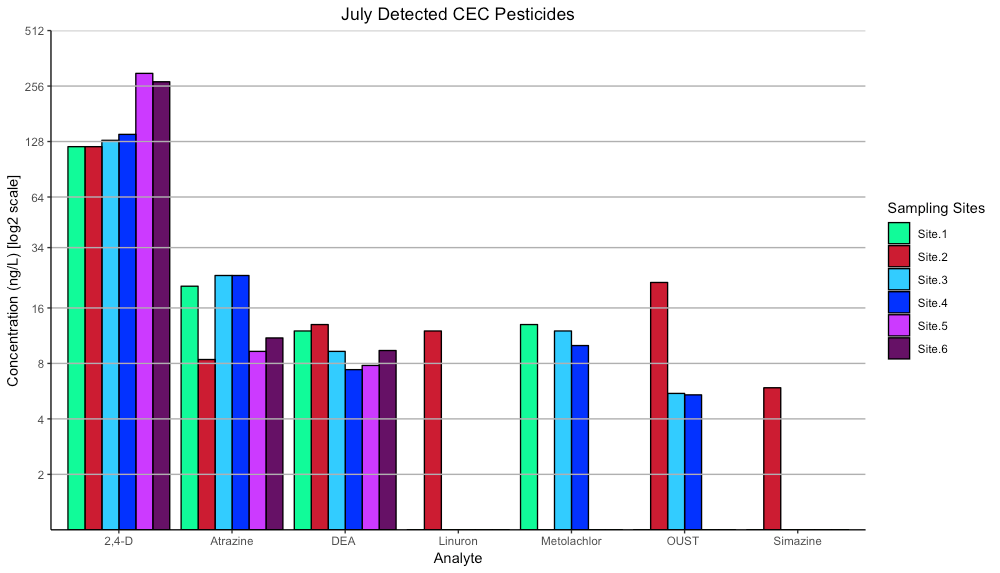 July Detected CEC Pesticides
Concentration (ng/L) [log2 scale]
512
256
128
64
34
16
8
4
2
2,4-D
Atrazine
DEA
Linuron
Metolachlor
OUST
Simazine
Analyte
Sampling Sites
Site.1
Site.2
Site.3
Site.4
Site.5
Site.6